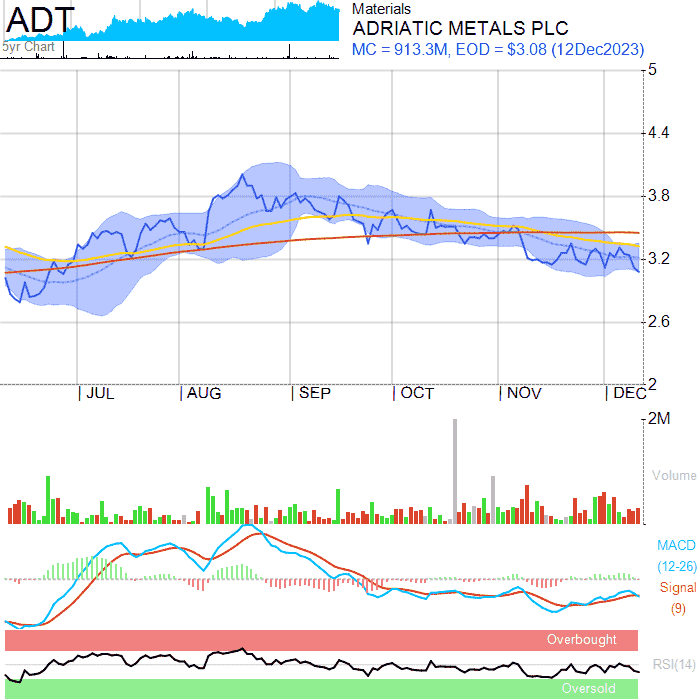 ADT
5yr Chart
Materials
ADRIATIC METALS PLC
MC = 913.3M, EOD = $3.08 (12Dec2023)
5
4.4
3.8
3.2
2.6
2
JUL AUG SEP OCT NOV DEC
2M
Volume
MACD
(12-26)
Signal
(9)
Overbought
RSI(14)
Oversold